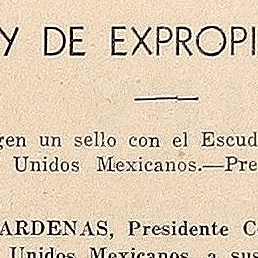 Y DE EXPROPI
gen un sello con el Escud
Unidos Mexicanos.—Pre
ARDENAS, Presidente C
Unidos Mexicanos, a sus